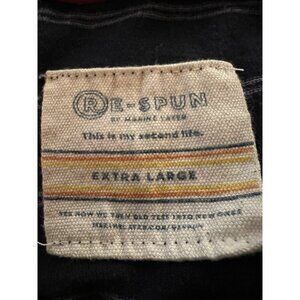 RE-SPUN
BY MARINE LAYER
This is my second life.
EXTRA LARGE
SEE HOW WE TURN OLD TEES INTO NEW ONES
MARINELAYER.COM/RESPUN